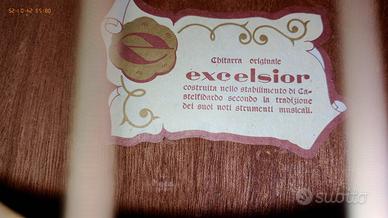 Chitarra originale
excelsior
costruita nello stabilimento di Ca-
stelfidardo secondo la tradizione
dei suoi noti strumenti musicali.
subito